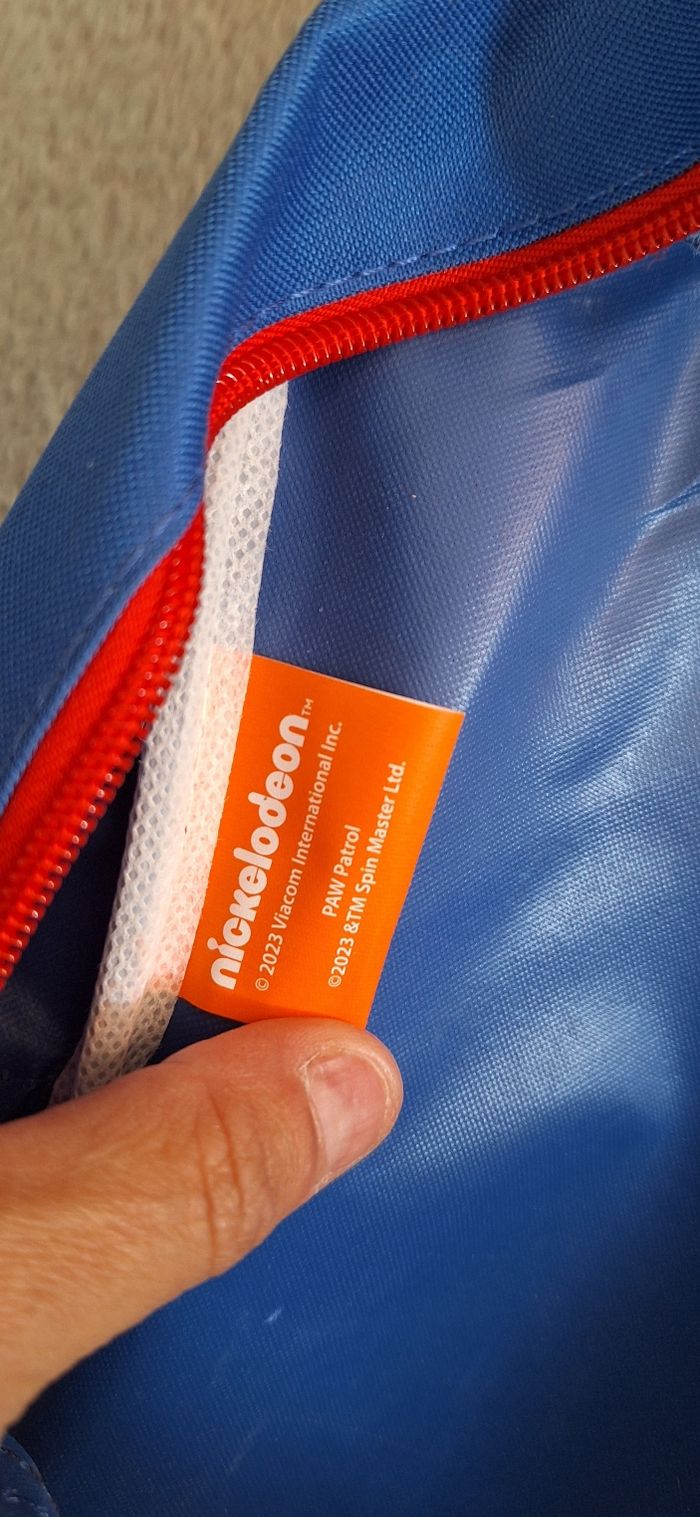 nickelodeon™
© 2023 Viacom International Inc.
PAW Patrol
©2023 &TM Spin Master Ltd.